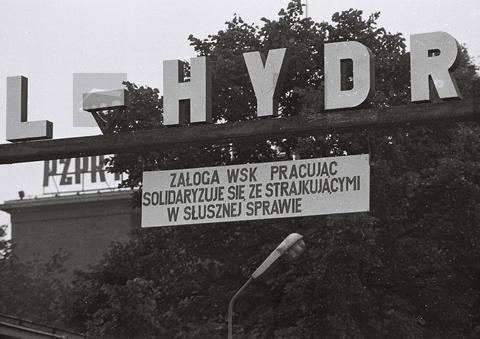 L-HYDR
PZPR
ZAŁOGA WSK PRACUJĄC
SOLIDARYZUJE SIĘ ZE STRAJKUJĄCYMI
W SŁUSZNEJ SPRAWIE